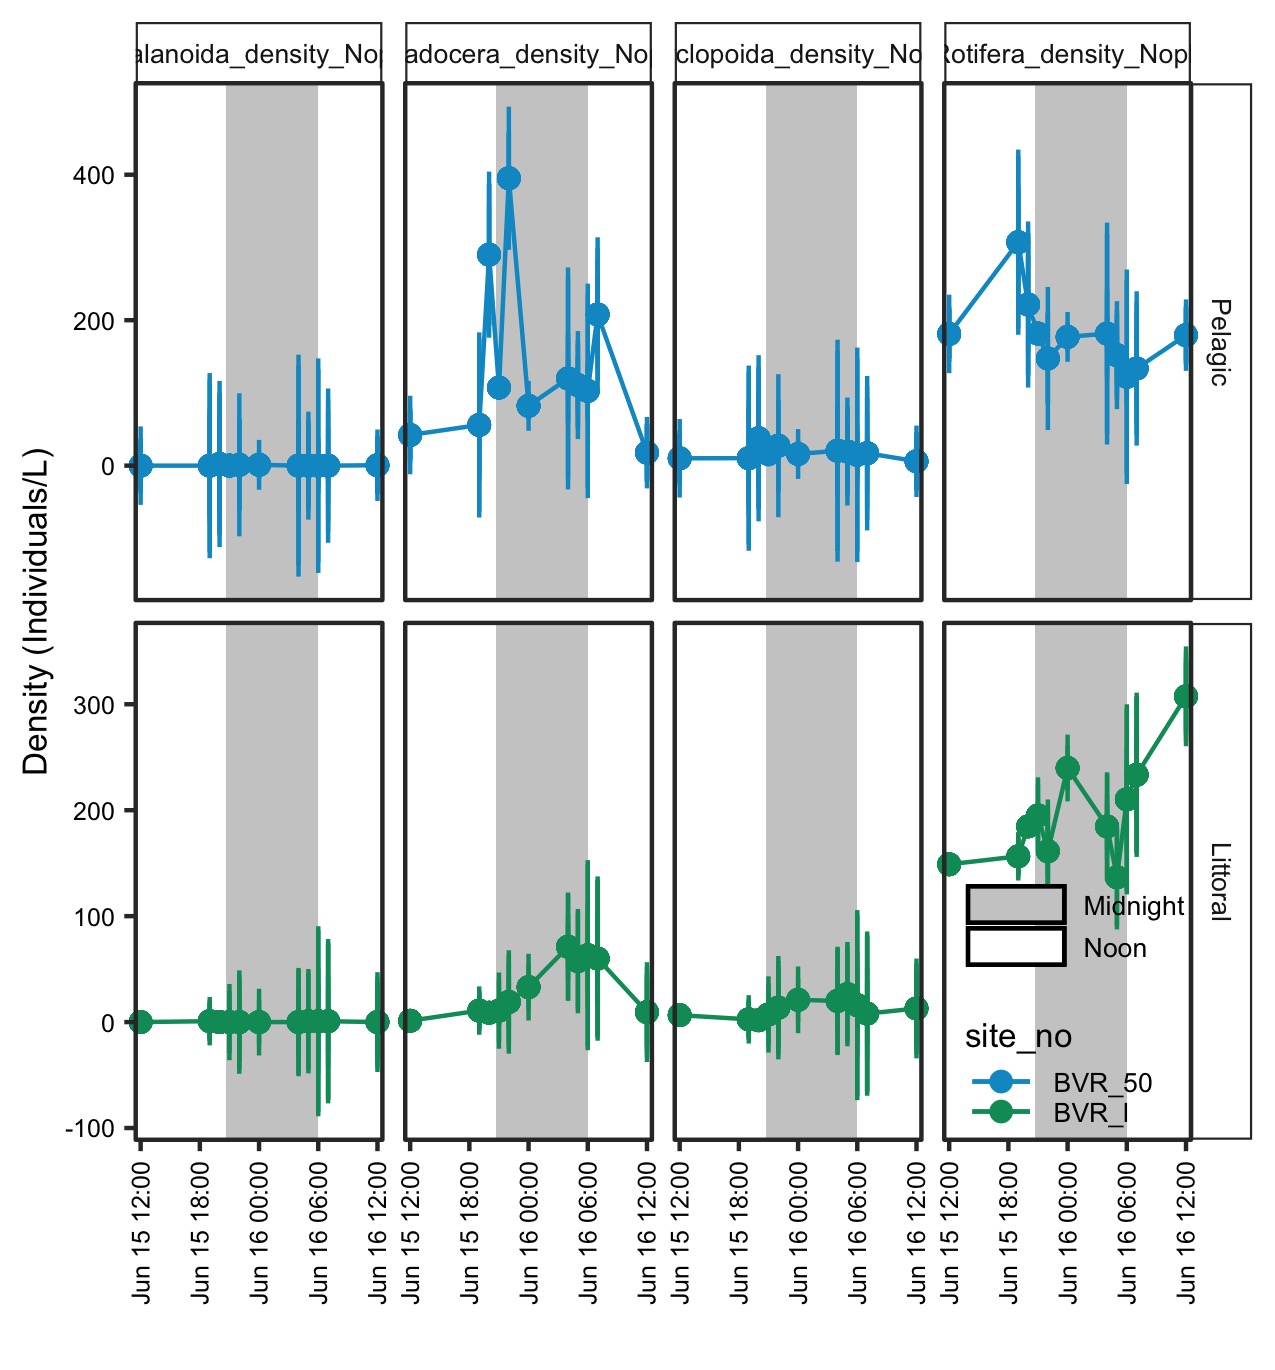 alanoida_density_Nop
adocera_density_Nop
clopoida_density_No
Rotifera_density_Nop
Density (Individuals/L)
400
200
0
Pelagic
300
200
100
0
-100
Littoral
Midnight
Noon
site_no
BVR_50
BVR_l
Jun 15 12:00
Jun 15 18:00
Jun 16 00:00
Jun 16 06:00
Jun 16 12:00
Jun 15 12:00
Jun 15 18:00
Jun 16 00:00
Jun 16 06:00
Jun 16 12:00
Jun 15 12:00
Jun 15 18:00
Jun 16 00:00
Jun 16 06:00
Jun 16 12:00
Jun 15 12:00
Jun 15 18:00
Jun 16 00:00
Jun 16 06:00
Jun 16 12:00